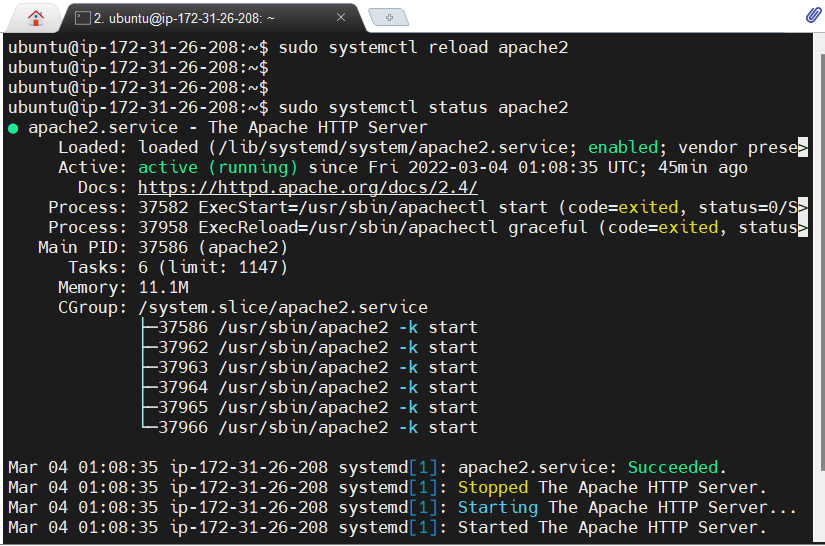 2. ubuntu@ip-172-31-26-208: ~
ubuntu@ip-172-31-26-208:~$ sudo systemctl reload apache2
ubuntu@ip-172-31-26-208:~$
ubuntu@ip-172-31-26-208:~$
ubuntu@ip-172-31-26-208:~$ sudo systemctl status apache2
● apache2.service - The Apache HTTP Server
Loaded: loaded (/lib/systemd/system/apache2.service; enabled; vendor prese>
Active: active (running) since Fri 2022-03-04 01:08:35 UTC; 45min ago
Docs: https://httpd.apache.org/docs/2.4/
Process: 37582 ExecStart=/usr/sbin/apachectl start (code=exited, status=0/S>
Process: 37958 ExecReload=/usr/sbin/apachectl graceful (code=exited, status>
Main PID: 37586 (apache2)
Tasks: 6 (limit: 1147)
Memory: 11.1M
CGroup: /system.slice/apache2.service
├─37586 /usr/sbin/apache2 -k start
├─37962 /usr/sbin/apache2 -k start
├─37963 /usr/sbin/apache2 -k start
├─37964 /usr/sbin/apache2 -k start
├─37965 /usr/sbin/apache2 -k start
└─37966 /usr/sbin/apache2 -k start
Mar 04 01:08:35 ip-172-31-26-208 systemd[1]: apache2.service: Succeeded.
Mar 04 01:08:35 ip-172-31-26-208 systemd[1]: Stopped The Apache HTTP Server.
Mar 04 01:08:35 ip-172-31-26-208 systemd[1]: Starting The Apache HTTP Server...
Mar 04 01:08:35 ip-172-31-26-208 systemd[1]: Started The Apache HTTP Server.